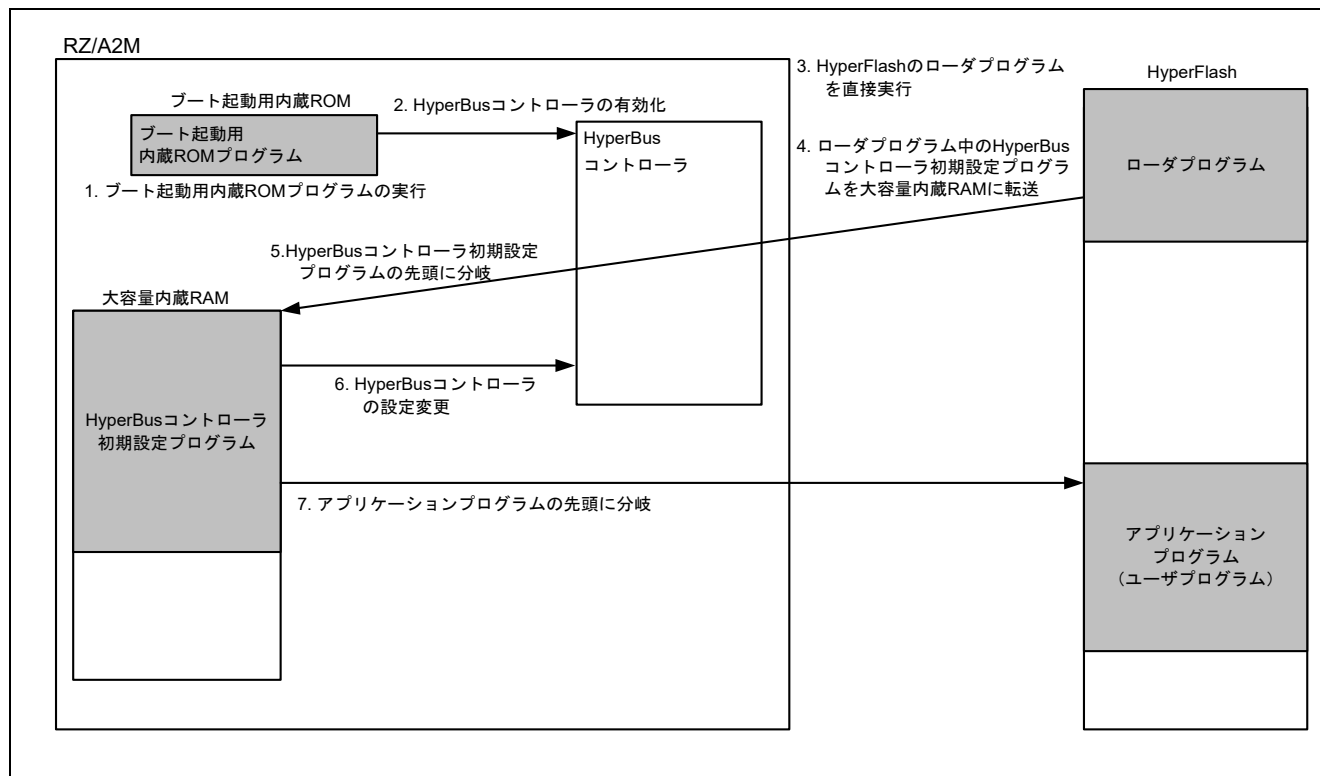 RZ/A2M
ブート起動用内蔵ROM
ブート起動用
内蔵ROMプログラム
1. ブート起動用内蔵ROMプログラムの実行
2. HyperBusコントローラの有効化
HyperBus
コントローラ
3. HyperFlashのローダプログラム
を直接実行
HyperFlash
ローダプログラム
4. ローダプログラム中のHyperBus
コントローラ初期設定プログラ
ムを大容量内蔵RAMに転送
5.HyperBusコントローラ初期設定
プログラムの先頭に分岐
大容量内蔵RAM
HyperBusコントローラ
初期設定プログラム
6. HyperBusコントローラ
の設定変更
7. アプリケーションプログラムの先頭に分岐
アプリケーション
プログラム
（ユーザプログラム）